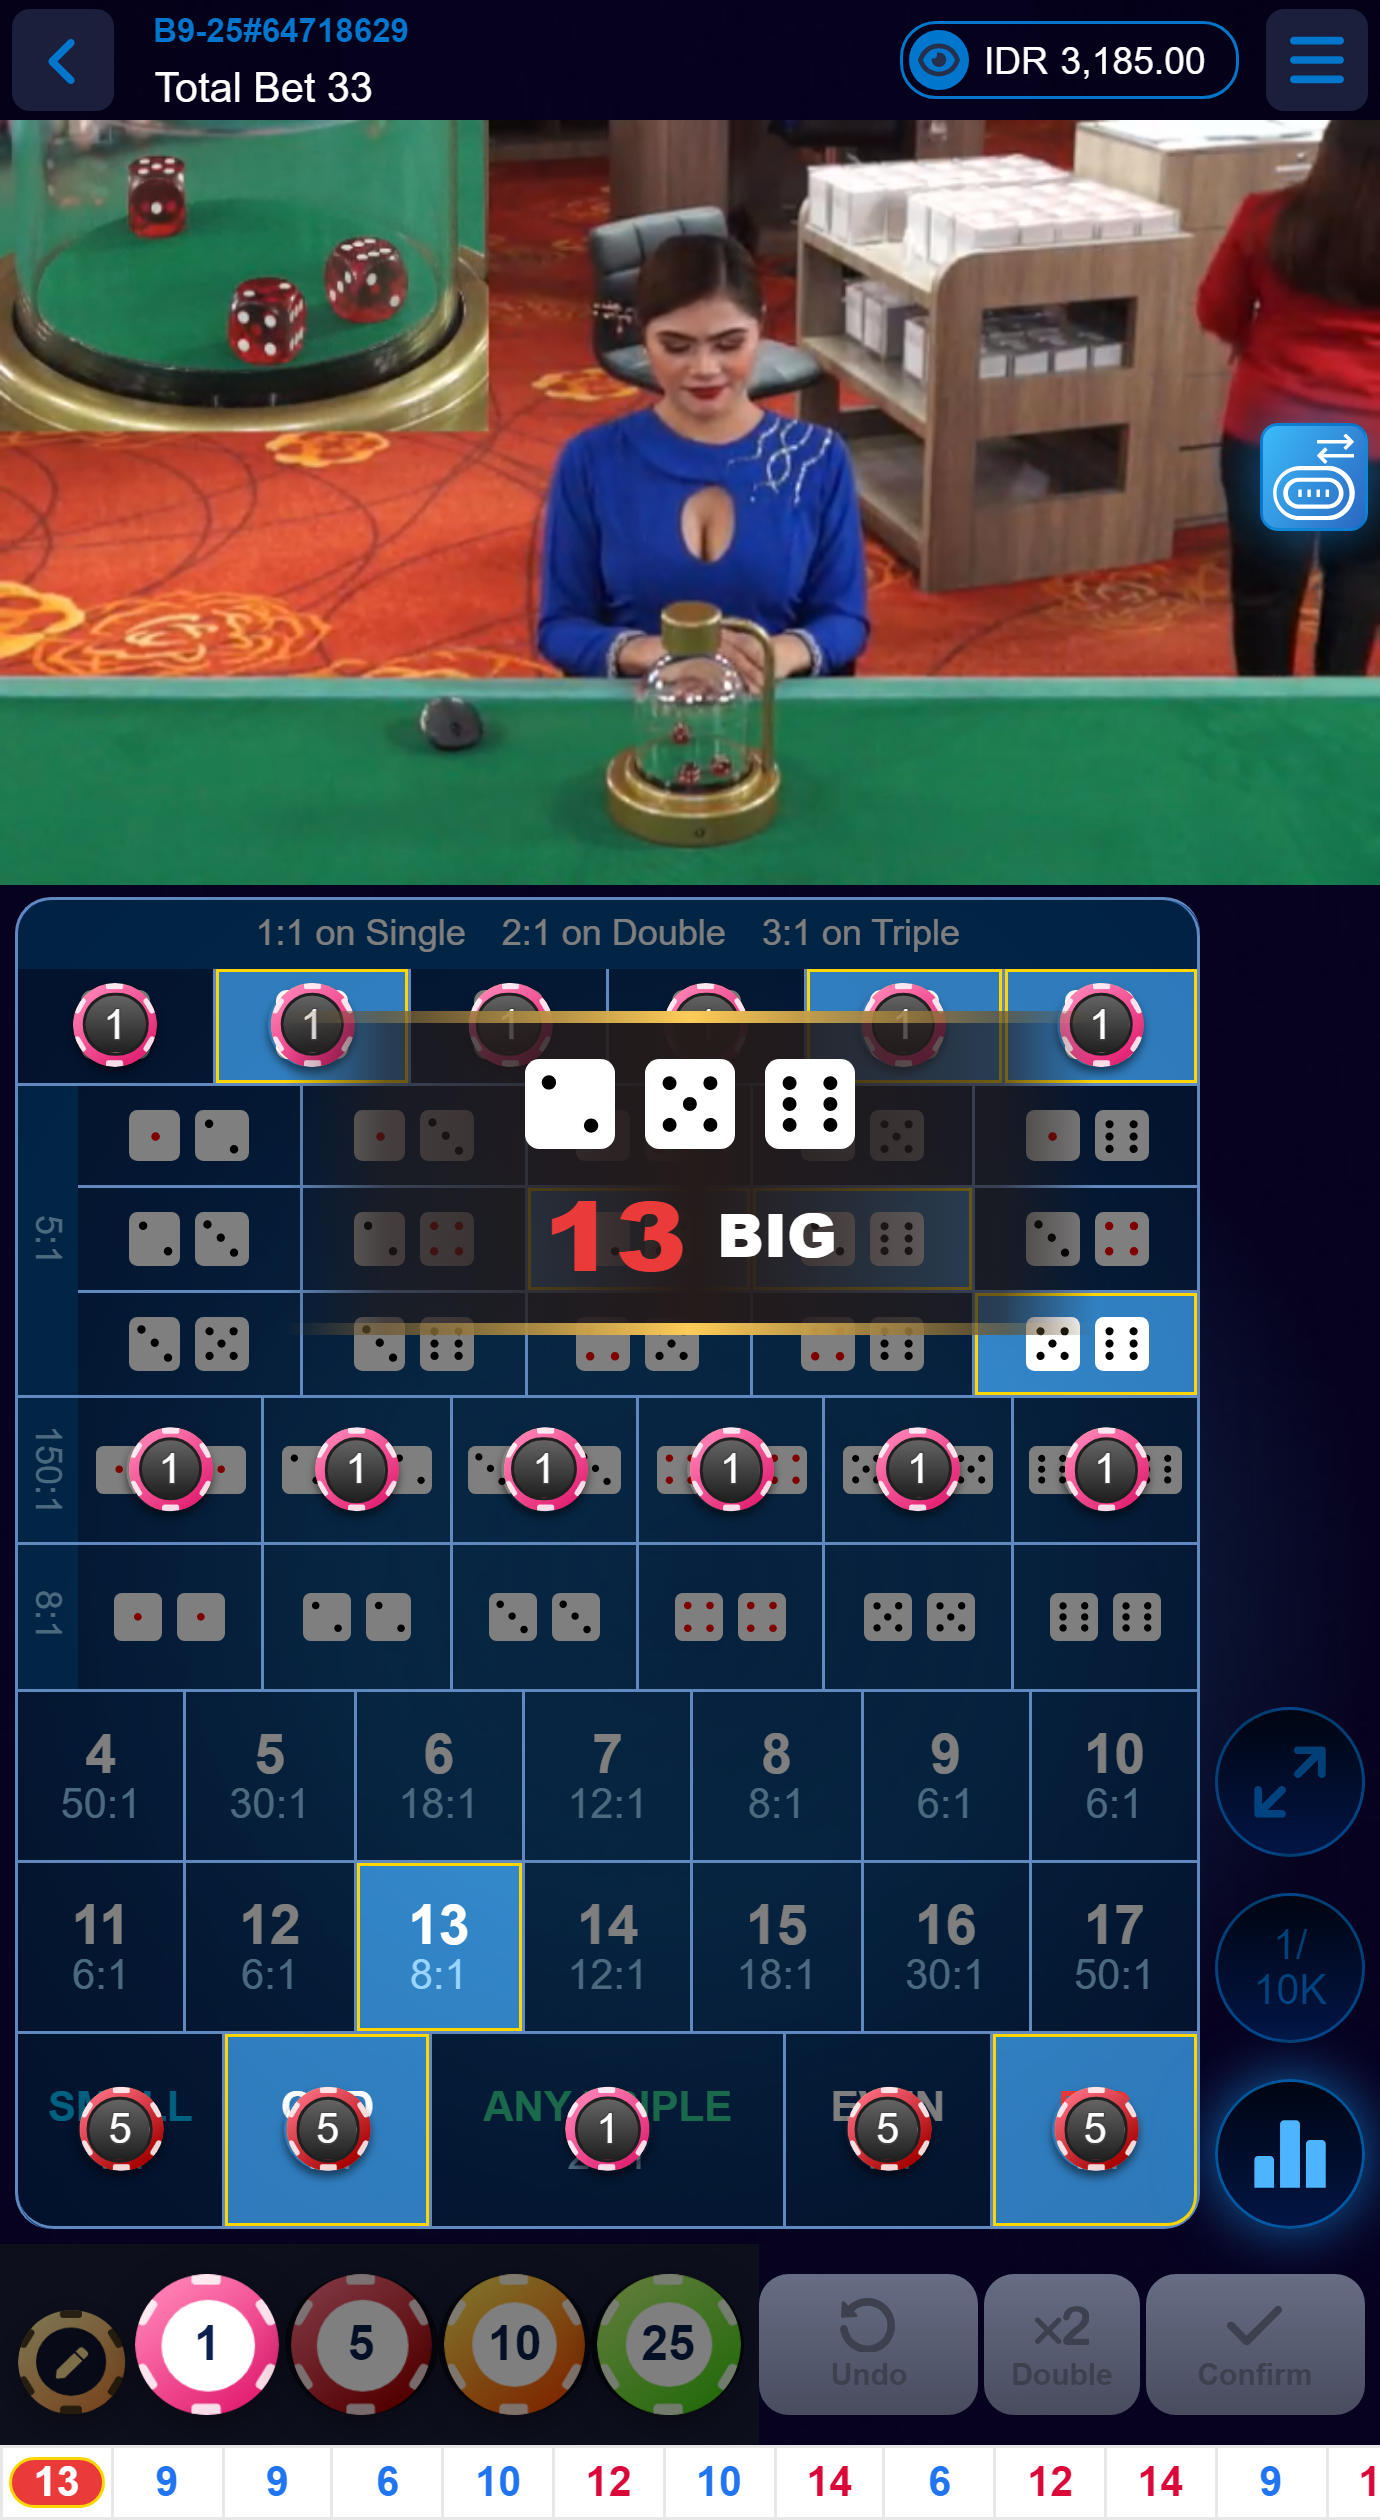 B9-25#64718629
Total Bet 33
IDR 3,185.00
1:1 on Single 2:1 on Double 3:1 on Triple
1 1 1 1 1 1
13 BIG
5:1
150:1
1 1 1 1 1 1
8:1
4 5 6 7 8 9 10
50:1 30:1 18:1 12:1 8:1 6:1 6:1
11 12 13 14 15 16 17
6:1 6:1 8:1 12:1 18:1 30:1 50:1
ANY
5 5 1 5 5
1/
10K
1 5 10 25
Undo
x2
Double
Confirm
13 9 9 6 10 12 10 14 6 12 14 9